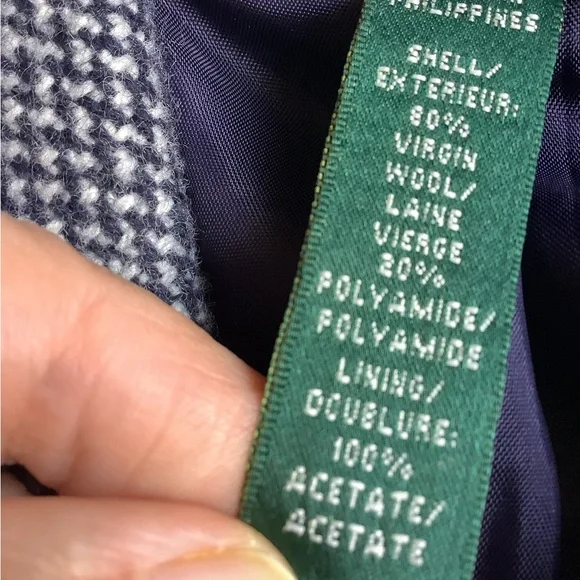 PHILIPPINES
SHELL/
EXTERIEUR:
80%
VIRGIN
WOOL/
LAINE
VIERGE
20%
POLYAMIDE/
POLYAMIDE
LINING/
DOUBLURE:
100%
ACETATE/
ACETATE